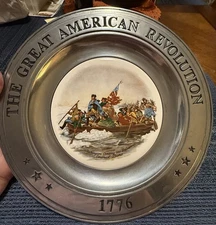 THE GREAT AMERICAN REVOLUTION
1776